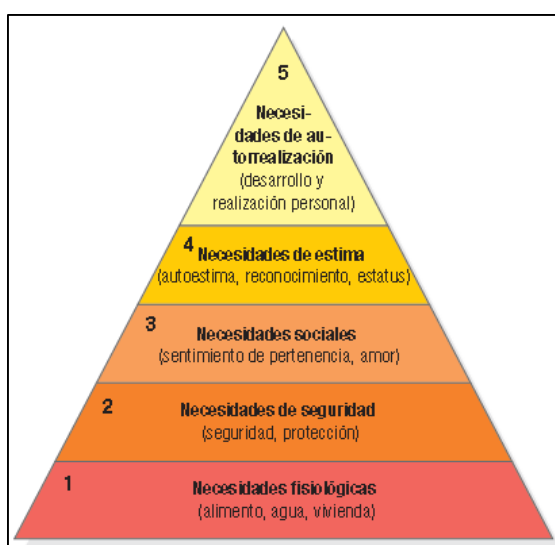 5
Necesi-
dades de au-
torrealización
(desarrollo y
realización personal)
4
Necesidades de estima
(autoestima, reconocimiento, estatus)
3
Necesidades sociales
(sentimiento de pertenencia, amor)
2
Necesidades de seguridad
(seguridad, protección)
1
Necesidades fisiológicas
(alimento, agua, vivienda)